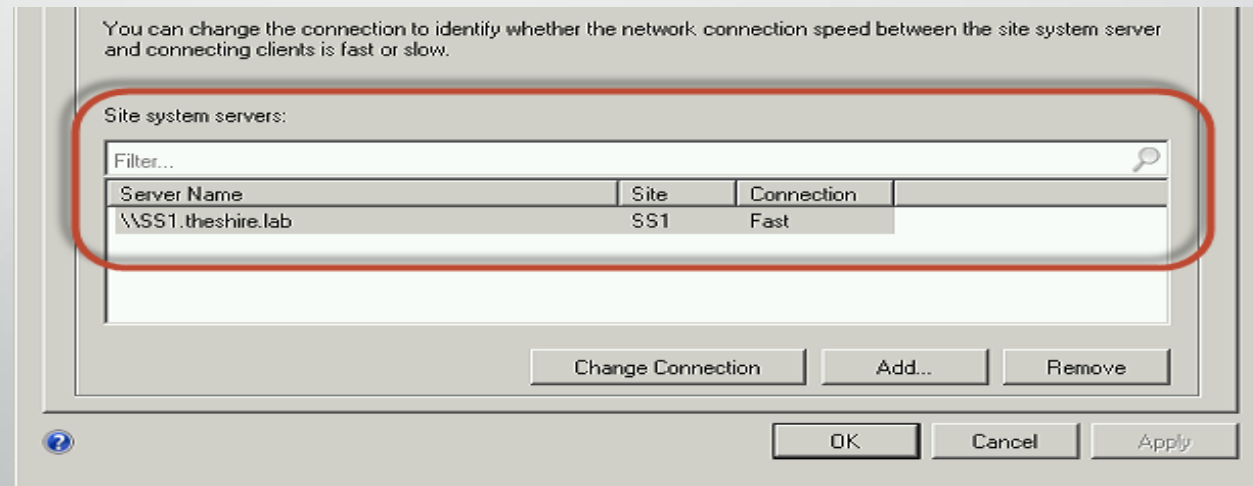 You can change the connection to identify whether the network connection speed between the site system server
and connecting clients is fast or slow.
Site system servers:
Filter...
Server Name Site Connection
\\SS1.theshire.lab SS1 Fast
Change Connection Add... Remove
? OK Cancel Apply